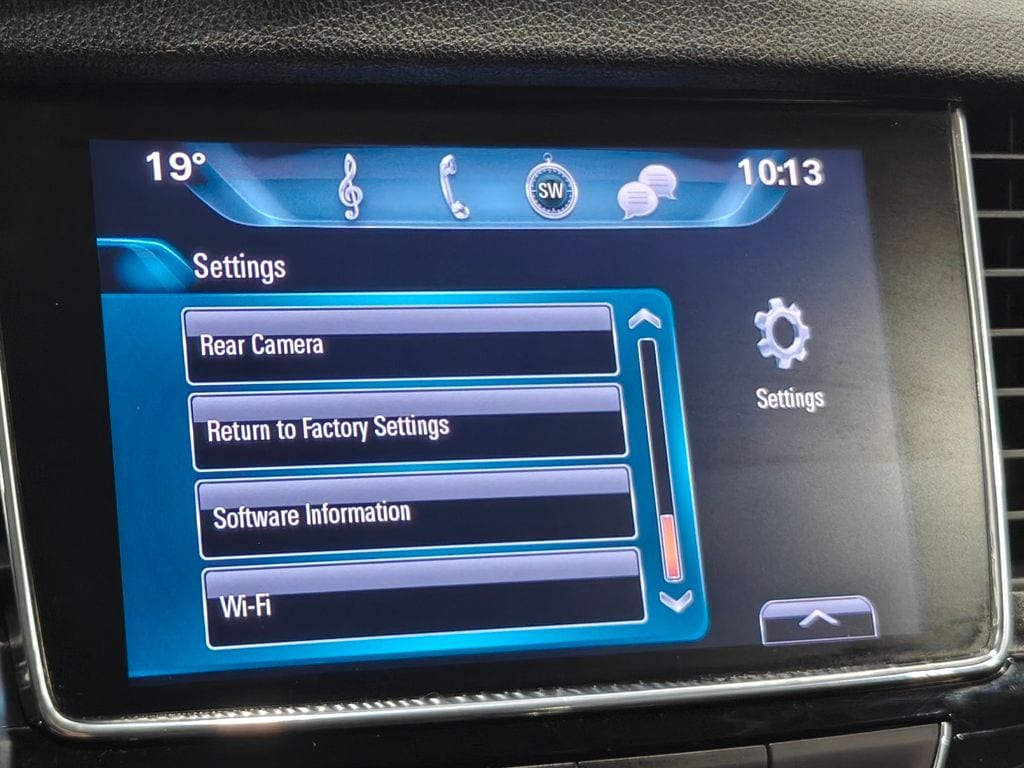 19°
SW
10:13
Settings
Rear Camera
Return to Factory Settings
Software Information
Wi-Fi
Settings